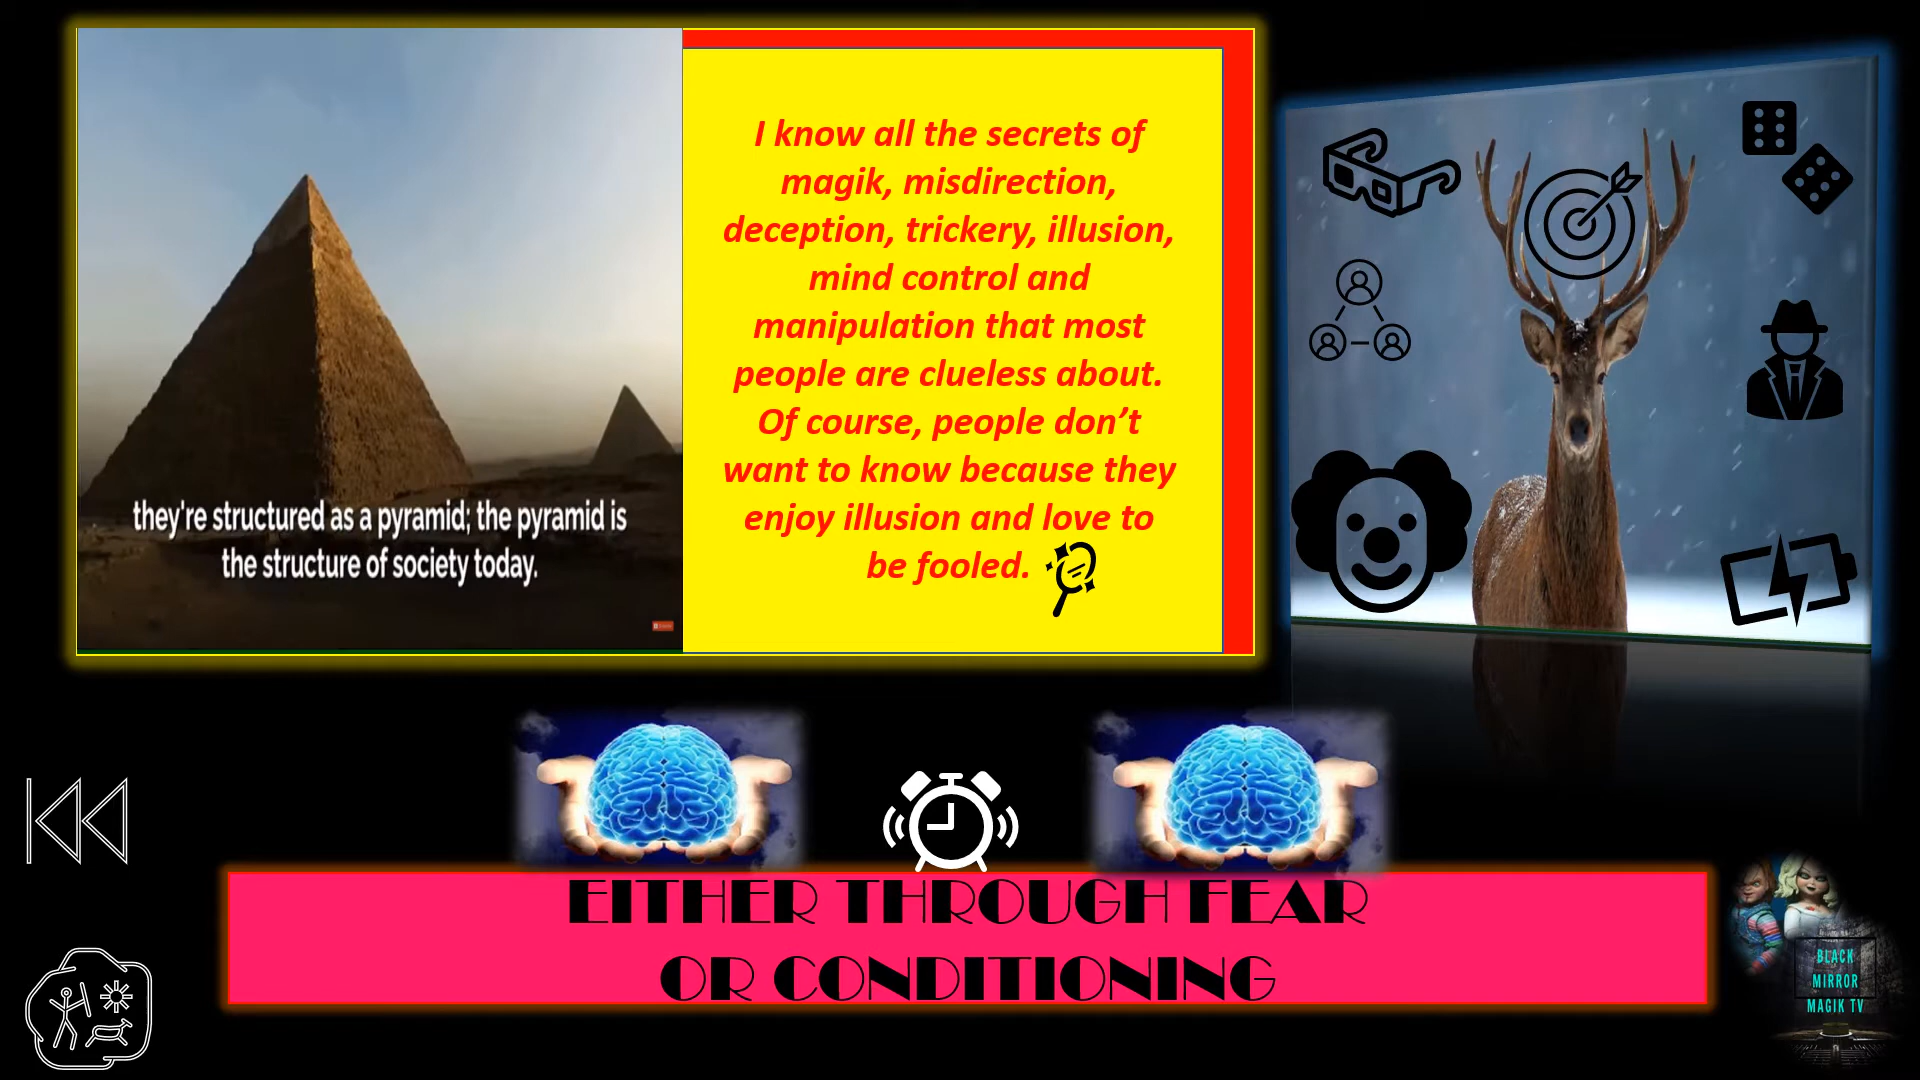 they're structured as a pyramid; the pyramid is
the structure of society today.
I know all the secrets of
magik, misdirection,
deception, trickery, illusion,
mind control and
manipulation that most
people are clueless about.
Of course, people don’t
want to know because they
enjoy illusion and love to
be fooled.
EITHER THROUGH FEAR
OR CONDITIONING
BLACK
MIRROR
MAGIK TV